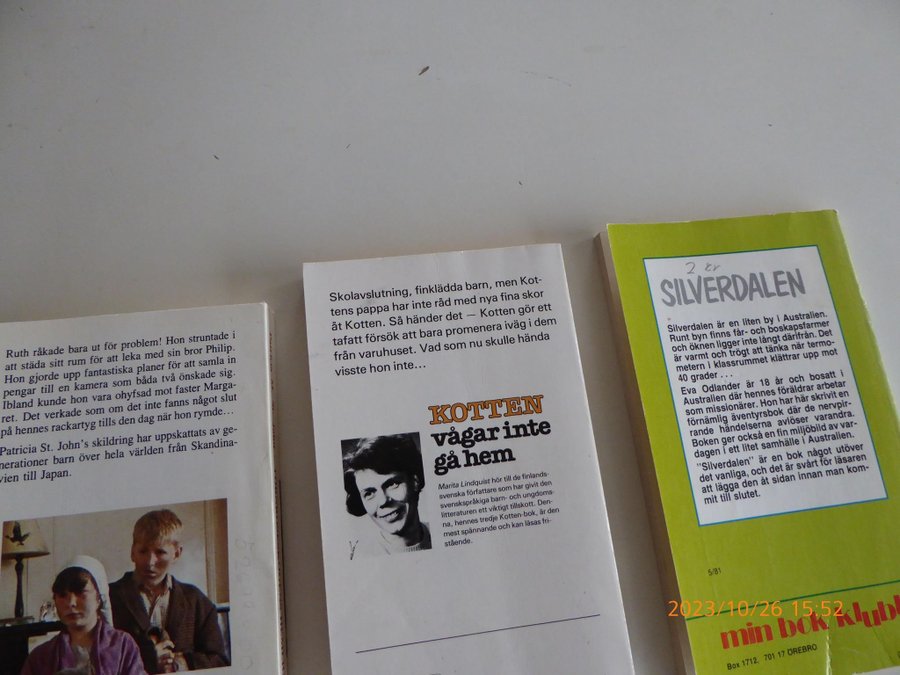 Ruth råkade bara ut för problem! Hon struntade i
att städa sitt rum för att leka med sin bror Philip.
Hon gjorde upp fantastiska planer för att samla in
pengar till en kamera som båda två önskade sig.
Ibland kunde hon vara ohyfsad mot faster Marga-
ret. Det verkade som om det inte fanns något slut
på hennes rackartyg tills den dag när hon rymde...
Patricia St. John's skildring har uppskattats av ge-
nerationer barn över hela världen från Skandina-
vien till Japan.
Skolavslutning, finklädda barn, men Kot-
tens pappa har inte råd med nya fina skor
åt Kotten. Så händer det — Kotten gör ett
tafatt försök att bara promenera iväg i dem
från varuhuset. Vad som nu skulle hända
visste hon inte...
KOTTEN
vågar inte
gå hem
Marita Lindquist hör till de finlands-
svenska författare som har givit den
svenskspråkiga barn- och ungdoms-
litteraturen ett viktigt tillskott. Den-
na, hennes tredje Kotten-bok, är den
mest spännande och kan läsas fri-
stående.
2 kr
SILVERDALEN
Silverdalen är en liten by i Australien.
Runt byn finns får- och boskapsfarmer
och öknen ligger inte långt därifrån. Det
är varmt och trögt att tänka när termo-
metern i klassrummet klättrar upp mot
40 grader ...
Eva Odlander är 18 år och bosatt i
Australien där hennes föräldrar arbetar
som missionärer. Hon har här skrivit en
förnämlig äventyrsbok där de nervpir-
rande händelserna avlöser varandra.
Boken ger också en fin miljöbild av var-
dagen i ett litet samhälle i Australien.
"Silverdalen" är en bok något utöver
det vanliga, och det är svårt för läsaren
att lägga den åt sidan innan man kom-
mit till slutet.
5/81
2023/10/26 15:52
min bok klubb
Box 1712, 701 17 ÖREBRO